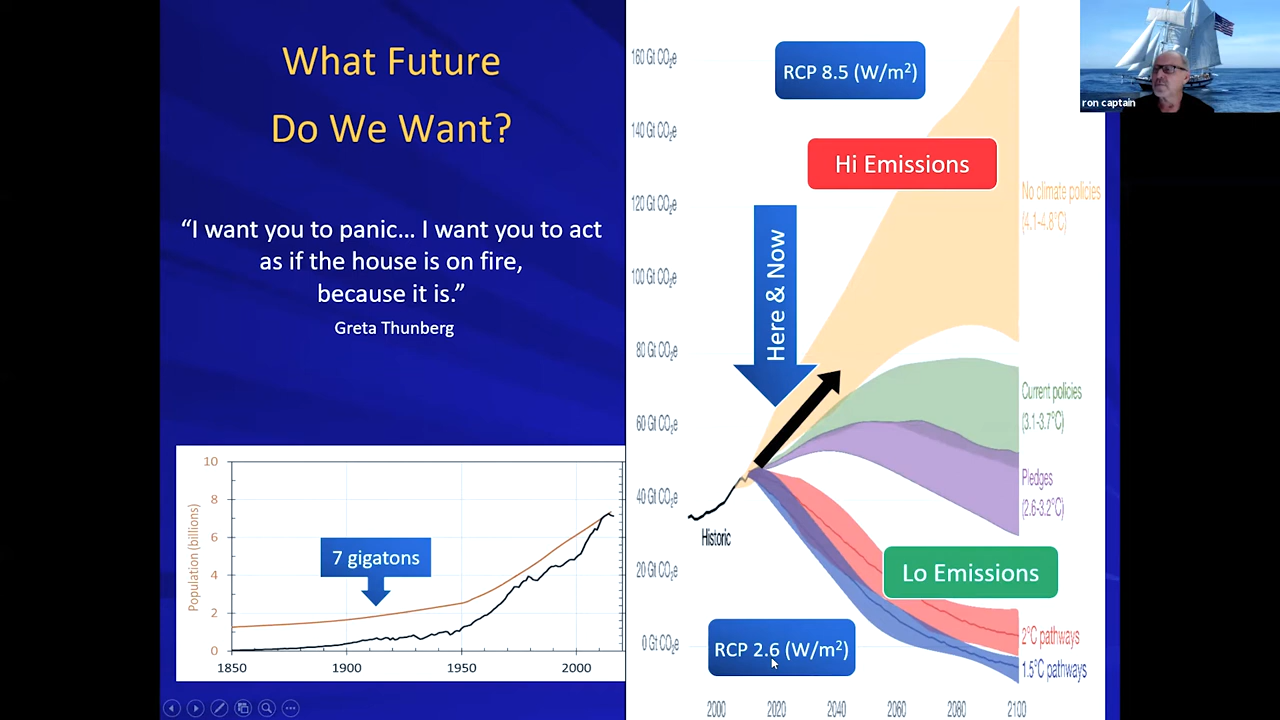 What Future
Do We Want?
“I want you to panic… I want you to act
as if the house is on fire,
because it is.”
Greta Thunberg
10
8
6
4
2
0
Population (billions)
7 gigatons
1850
1900
1950
2000
160 Gt CO₂e
140 Gt CO₂e
120 Gt CO₂e
100 Gt CO₂e
80 Gt CO₂e
60 Gt CO₂e
40 Gt CO₂e
20 Gt CO₂e
0 Gt CO₂e
RCP 8.5 (W/m²)
Hi Emissions
Here & Now
Historic
No climate policies
(4.1-4.8°C)
Current policies
(3.1-3.7°C)
Pledges
(2.6-3.2°C)
Lo Emissions
2°C pathways
1.5°C pathways
RCP 2.6 (W/m²)
2000
2020
2040
2060
2080
2100
ron captain